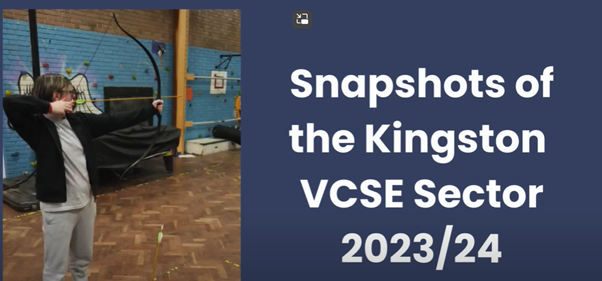 Snapshots of
the Kingston
VCSE Sector
2023/24